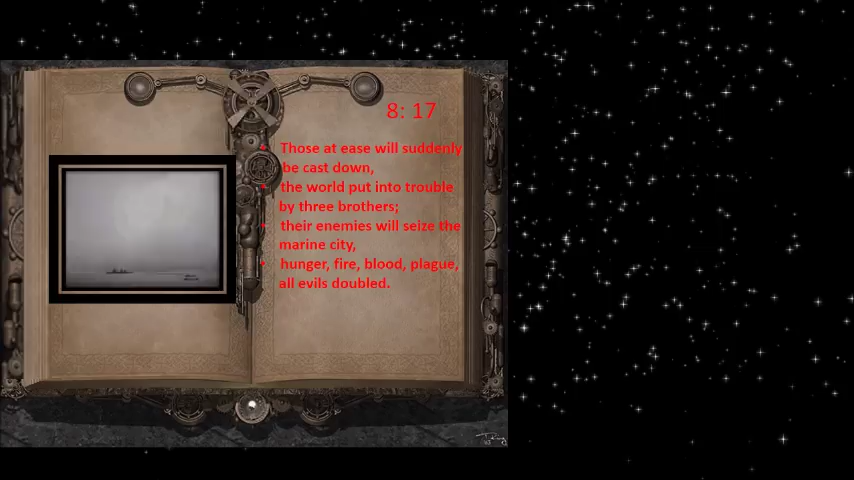 8: 17
Those at ease will suddenly
be cast down,
the world put into trouble
by three brothers;
their enemies will seize the
marine city,
hunger, fire, blood, plague,
all evils doubled.